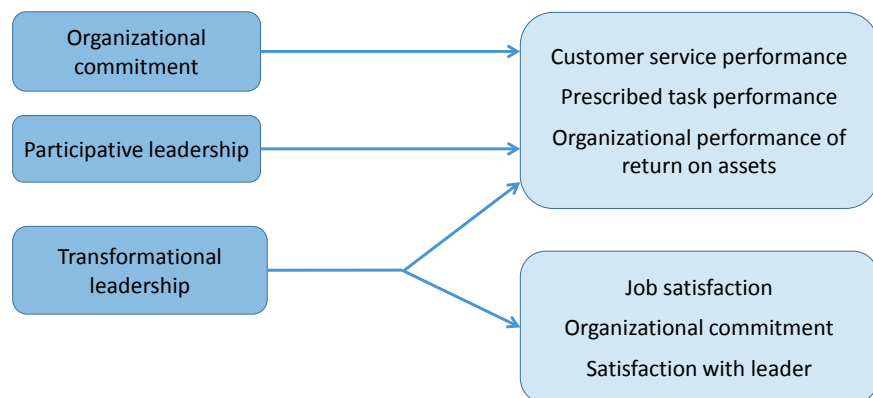 Organizational
commitment
Participative leadership
Transformational
leadership
Customer service performance
Prescribed task performance
Organizational performance of
return on assets
Job satisfaction
Organizational commitment
Satisfaction with leader